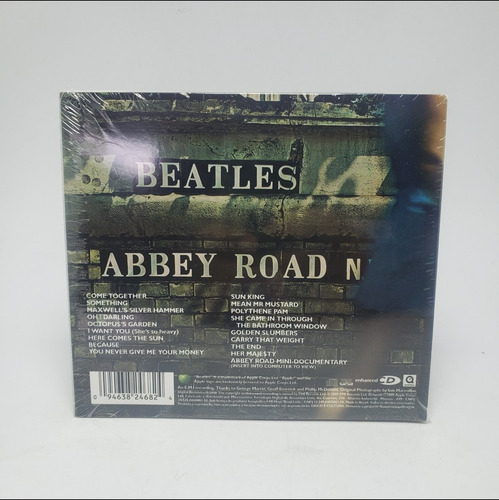 BEATLES
ABBEY ROAD N
COME TOGETHER
SOMETHING
MAXWELL'S SILVER HAMMER
OH! DARLING
OCTOPUS'S GARDEN
I WANT YOU (She's so heavy)
HERE COMES THE SUN
BECAUSE
YOU NEVER GIVE ME YOUR MONEY
SUN KING
MEAN MR MUSTARD
POLYTHENE PAM
SHE CAME IN THROUGH
THE BATHROOM WINDOW
GOLDEN SLUMBERS
CARRY THAT WEIGHT
THE END
HER MAJESTY
ABBEY ROAD MINI-DOCUMENTARY
(INSERT INTO COMPUTER TO VIEW)
enhanced
0 94638 24682 4